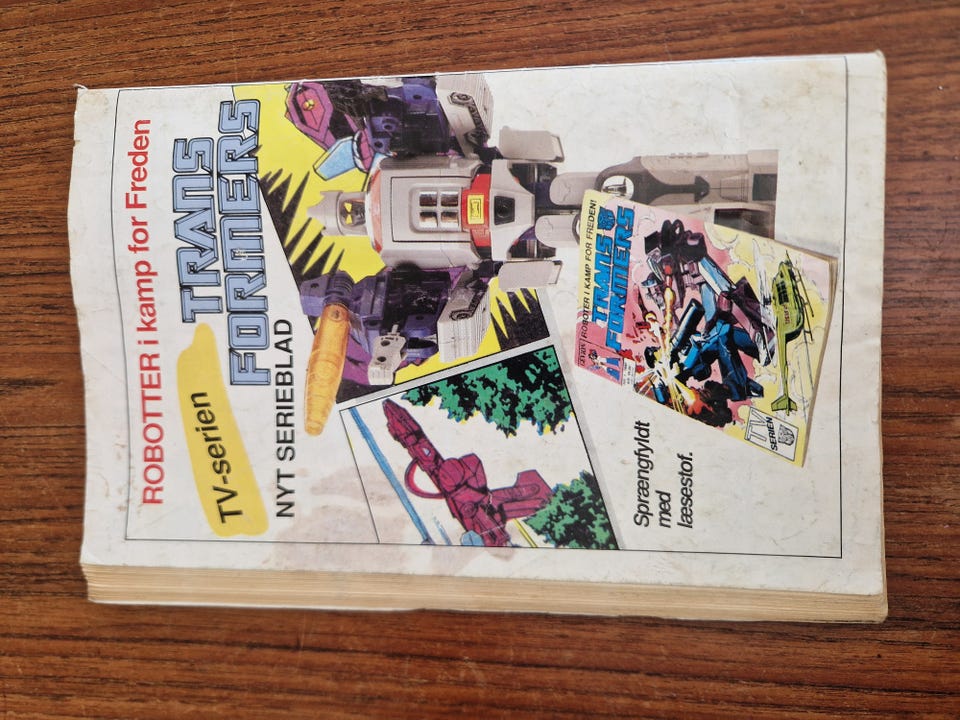 ROBOTTER i kamp for Freden
TV-serien
TRANS
FORMERS
NYT SERIEBLAD
ROBOTER I KAMP FOR FREDEN!
TRANS
FORMERS
TV
SERIEN
Sprængfyldt
med
læsestof.